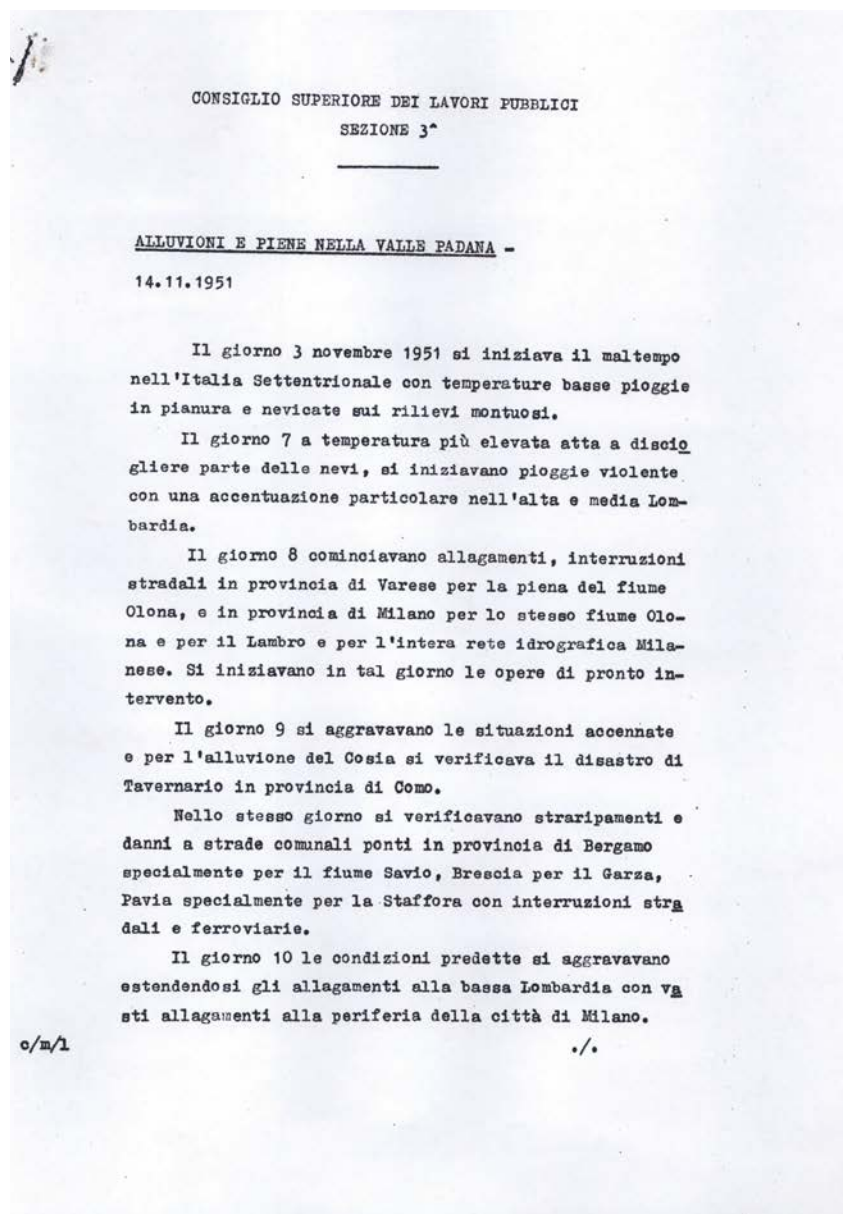 CONSIGLIO SUPERIORE DEI LAVORI PUBBLICI
SEZIONE 3^
ALLUVIONI E PIENE NELLA VALLE PADANA -
14.11.1951
Il giorno 3 novembre 1951 si iniziava il maltempo
nell'Italia Settentrionale con temperature basse pioggie
in pianura e nevicate sui rilievi montuosi.
Il giorno 7 a temperatura più elevata atta a discio
gliere parte delle nevi, si iniziavano pioggie violente
con una accentuazione particolare nell'alta e media Lom-
bardia.
Il giorno 8 cominciavano allagamenti, interruzioni
stradali in provincia di Varese per la piena del fiume
Olona, e in provincia di Milano per lo stesso fiume Olo-
na e per il Lambro e per l'intera rete idrografica Mila-
nese. Si iniziavano in tal giorno le opere di pronto in-
tervento.
Il giorno 9 si aggravavano le situazioni accennate
e per l'alluvione del Cosia si verificava il disastro di
Tavernario in provincia di Como.
Nello stesso giorno si verificavano straripamenti e
danni a strade comunali ponti in provincia di Bergamo
specialmente per il fiume Savio, Brescia per il Garza,
Pavia specialmente per la Staffora con interruzioni stra
dali e ferroviarie.
Il giorno 10 le condizioni predette si aggravavano
estendendosi gli allagamenti alla bassa Lombardia con va
sti allagamenti alla periferia della città di Milano.
c/m/l ./.